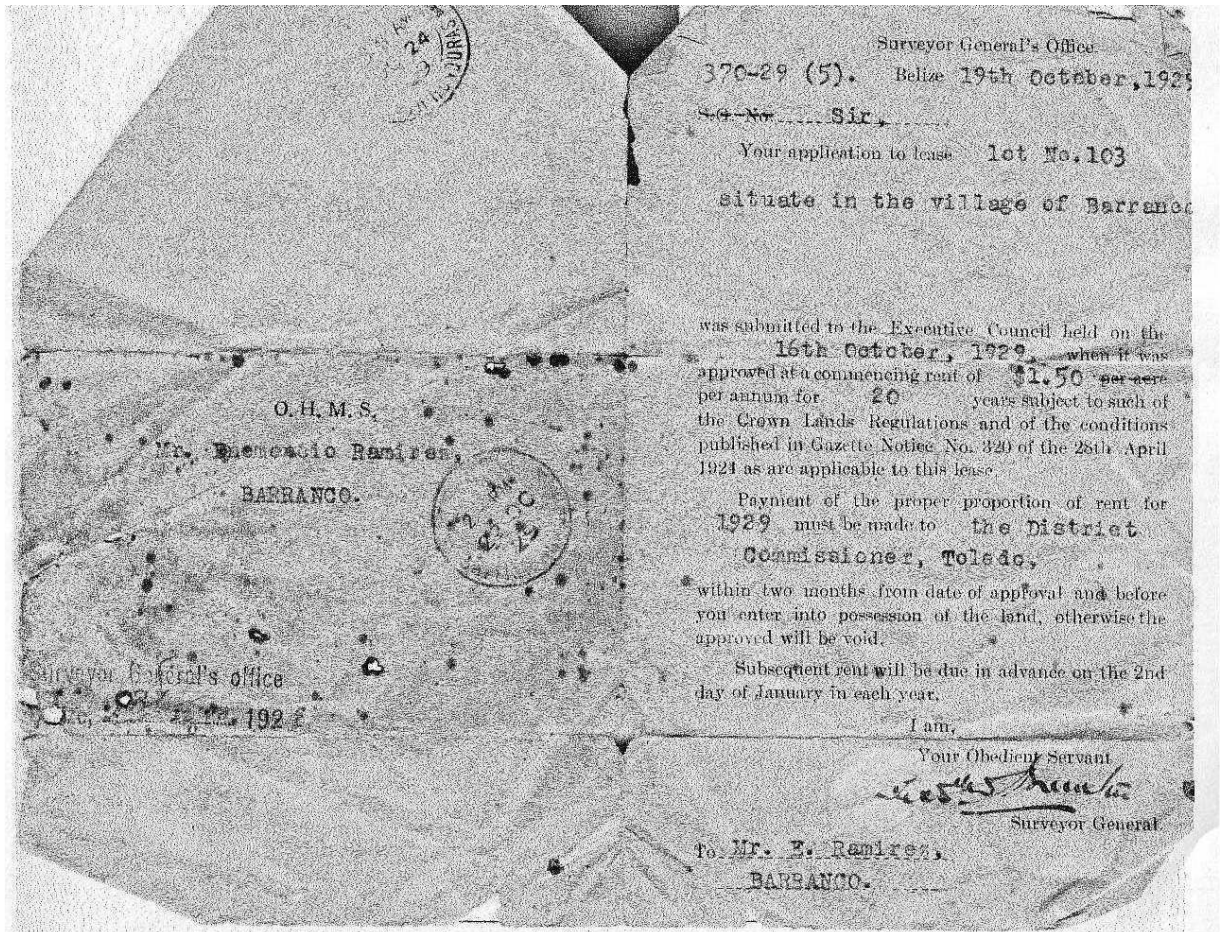 24
Surveyor General's Office
370-29 (5). Belize 19th October, 1929
S. G. No. Sir,
Your application to lease lot No. 103
situate in the village of Barranco
was submitted to the Executive Council held on the
16th October, 1929, when it was
approved at a commencing rent of $1.50 per acre
per annum for 20 years subject to such of
the Crown Lands Regulations and of the conditions
published in Gazette Notice No. 320 of the 28th April
1924 as are applicable to this lease.
Payment of the proper proportion of rent for
1929 must be made to the District
Commissioner, Toledo,
within two months from date of approval and before
you enter into possession of the land, otherwise the
approved will be void.
Subsequent rent will be due in advance on the 2nd
day of January in each year.
I am,
Your Obedient Servant
Surveyor General.
To Mr. E. Ramirez,
BARRANCO.
O. H. M. S.
Mr. Ramirez,
BARRANCO.
Surveyor General's office
192